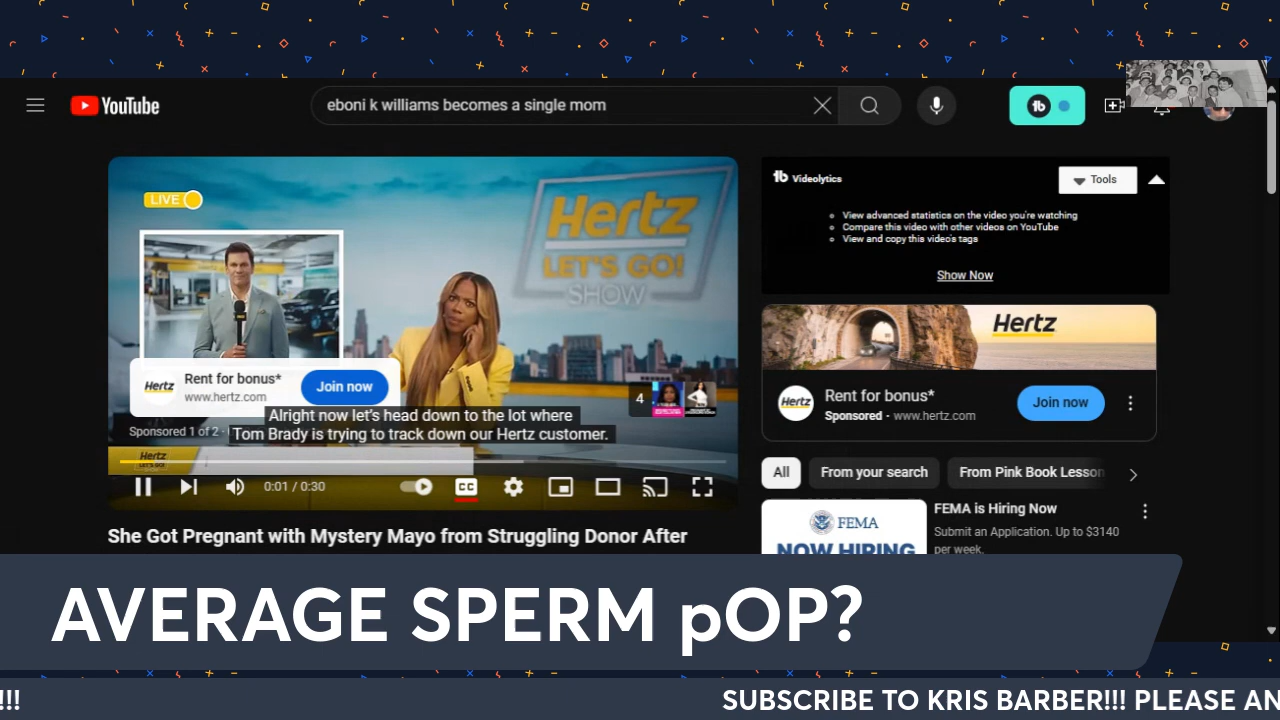 YouTube
eboni k williams becomes a single mom
LIVE
Hertz
LET'S GO!
SHOW
Hertz
Rent for bonus*
www.hertz.com
Join now
4
Alright now let's head down to the lot where
Tom Brady is trying to track down our Hertz customer.
Sponsored 1 of 2 ·
Hertz
LET'S GO!
0:01 / 0:30
CC
She Got Pregnant with Mystery Mayo from Struggling Donor After
tb Videolytics
Tools
View advanced statistics on the video you're watching
Compare this video with other videos on YouTube
View and copy this video's tags
Show Now
Hertz
Hertz
Rent for bonus*
Sponsored · www.hertz.com
Join now
All
From your search
From Pink Book Lesson
FEMA
NOW HIRING
FEMA is Hiring Now
Submit an Application. Up to $3140
per week.
AVERAGE SPERM pOP?
!!!
SUBSCRIBE TO KRIS BARBER!!! PLEASE AN